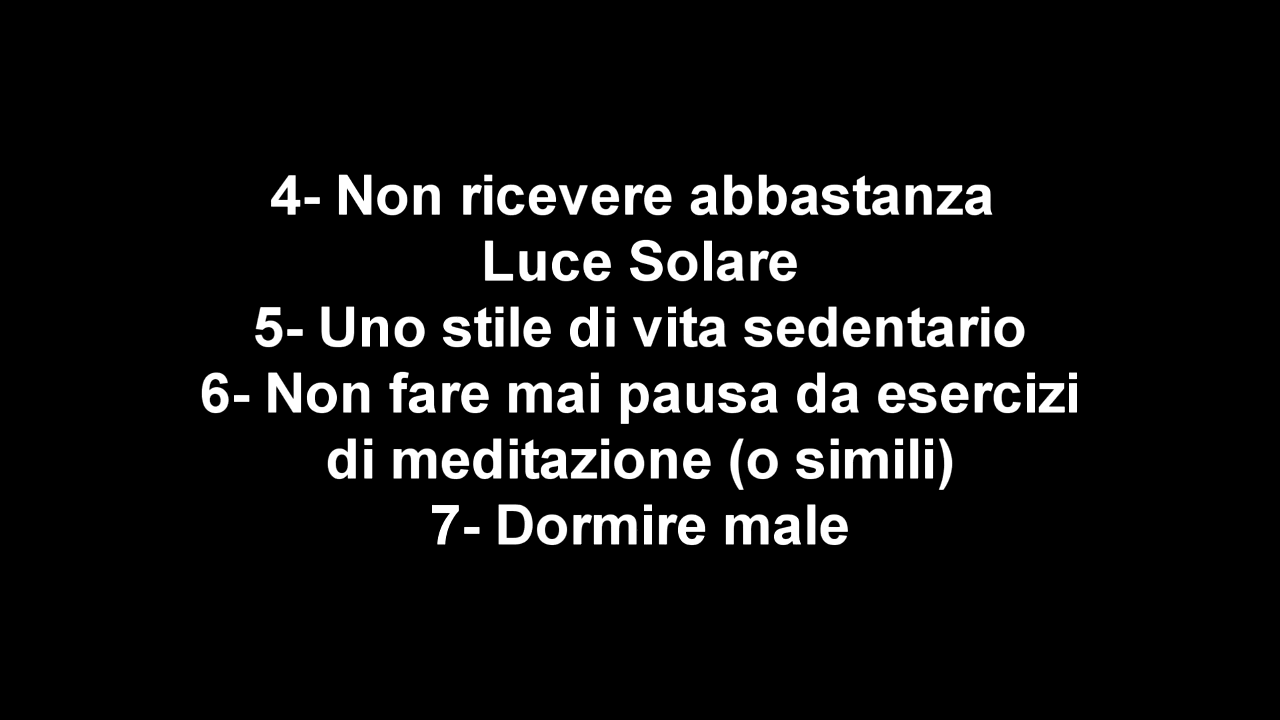 4- Non ricevere abbastanza
Luce Solare
5- Uno stile di vita sedentario
6- Non fare mai pausa da esercizi
di meditazione (o simili)
7- Dormire male